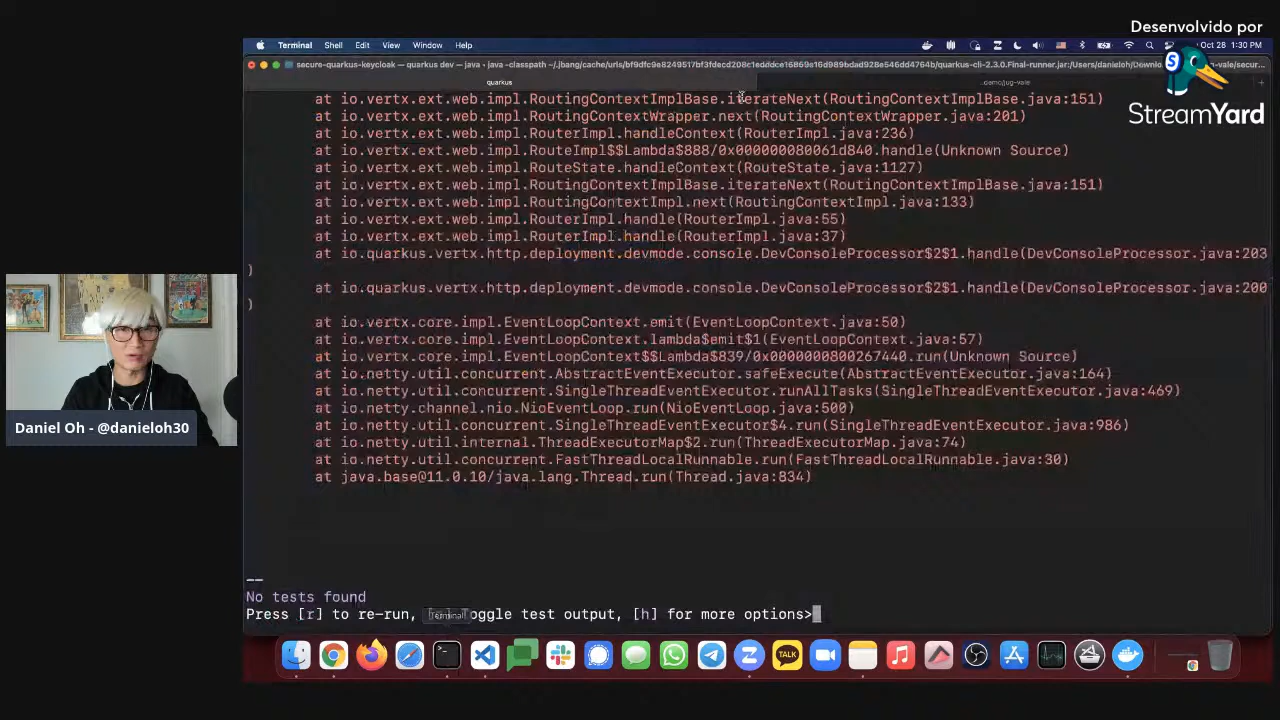 Desenvolvido por
StreamYard
Terminal Shell Edit View Window Help
Oct 28 1:30 PM
quarkus
at io.vertx.ext.web.impl.RoutingContextImplBase.iterateNext(RoutingContextImplBase.java:151)
at io.vertx.ext.web.impl.RoutingContextWrapper.next(RoutingContextWrapper.java:201)
at io.vertx.ext.web.impl.RouterImpl.handleContext(RouterImpl.java:236)
at io.vertx.ext.web.impl.RouteImpl$$Lambda$888/0x000000080061d840.handle(Unknown Source)
at io.vertx.ext.web.impl.RouteState.handleContext(RouteState.java:1127)
at io.vertx.ext.web.impl.RoutingContextImplBase.iterateNext(RoutingContextImplBase.java:151)
at io.vertx.ext.web.impl.RoutingContextImpl.next(RoutingContextImpl.java:133)
at io.vertx.ext.web.impl.RouterImpl.handle(RouterImpl.java:55)
at io.vertx.ext.web.impl.RouterImpl.handle(RouterImpl.java:37)
at io.quarkus.vertx.http.deployment.devmode.console.DevConsoleProcessor$2$1.handle(DevConsoleProcessor.java:203
)
at io.quarkus.vertx.http.deployment.devmode.console.DevConsoleProcessor$2$1.handle(DevConsoleProcessor.java:200
)
at io.vertx.core.impl.EventLoopContext.emit(EventLoopContext.java:50)
at io.vertx.core.impl.EventLoopContext.lambda$emit$1(EventLoopContext.java:57)
at io.vertx.core.impl.EventLoopContext$$Lambda$839/0x0000000800267440.run(Unknown Source)
at io.netty.util.concurrent.AbstractEventExecutor.safeExecute(AbstractEventExecutor.java:164)
at io.netty.util.concurrent.SingleThreadEventExecutor.runAllTasks(SingleThreadEventExecutor.java:469)
at io.netty.channel.nio.NioEventLoop.run(NioEventLoop.java:500)
at io.netty.util.concurrent.SingleThreadEventExecutor$4.run(SingleThreadEventExecutor.java:986)
at io.netty.util.internal.ThreadExecutorMap$2.run(ThreadExecutorMap.java:74)
at io.netty.util.concurrent.FastThreadLocalRunnable.run(FastThreadLocalRunnable.java:30)
at java.base@11.0.10/java.lang.Thread.run(Thread.java:834)
Daniel Oh - @danieloh30
--
No tests found
Press [r] to re-run, Toggle test output, [h] for more options>
Terminal
TALK